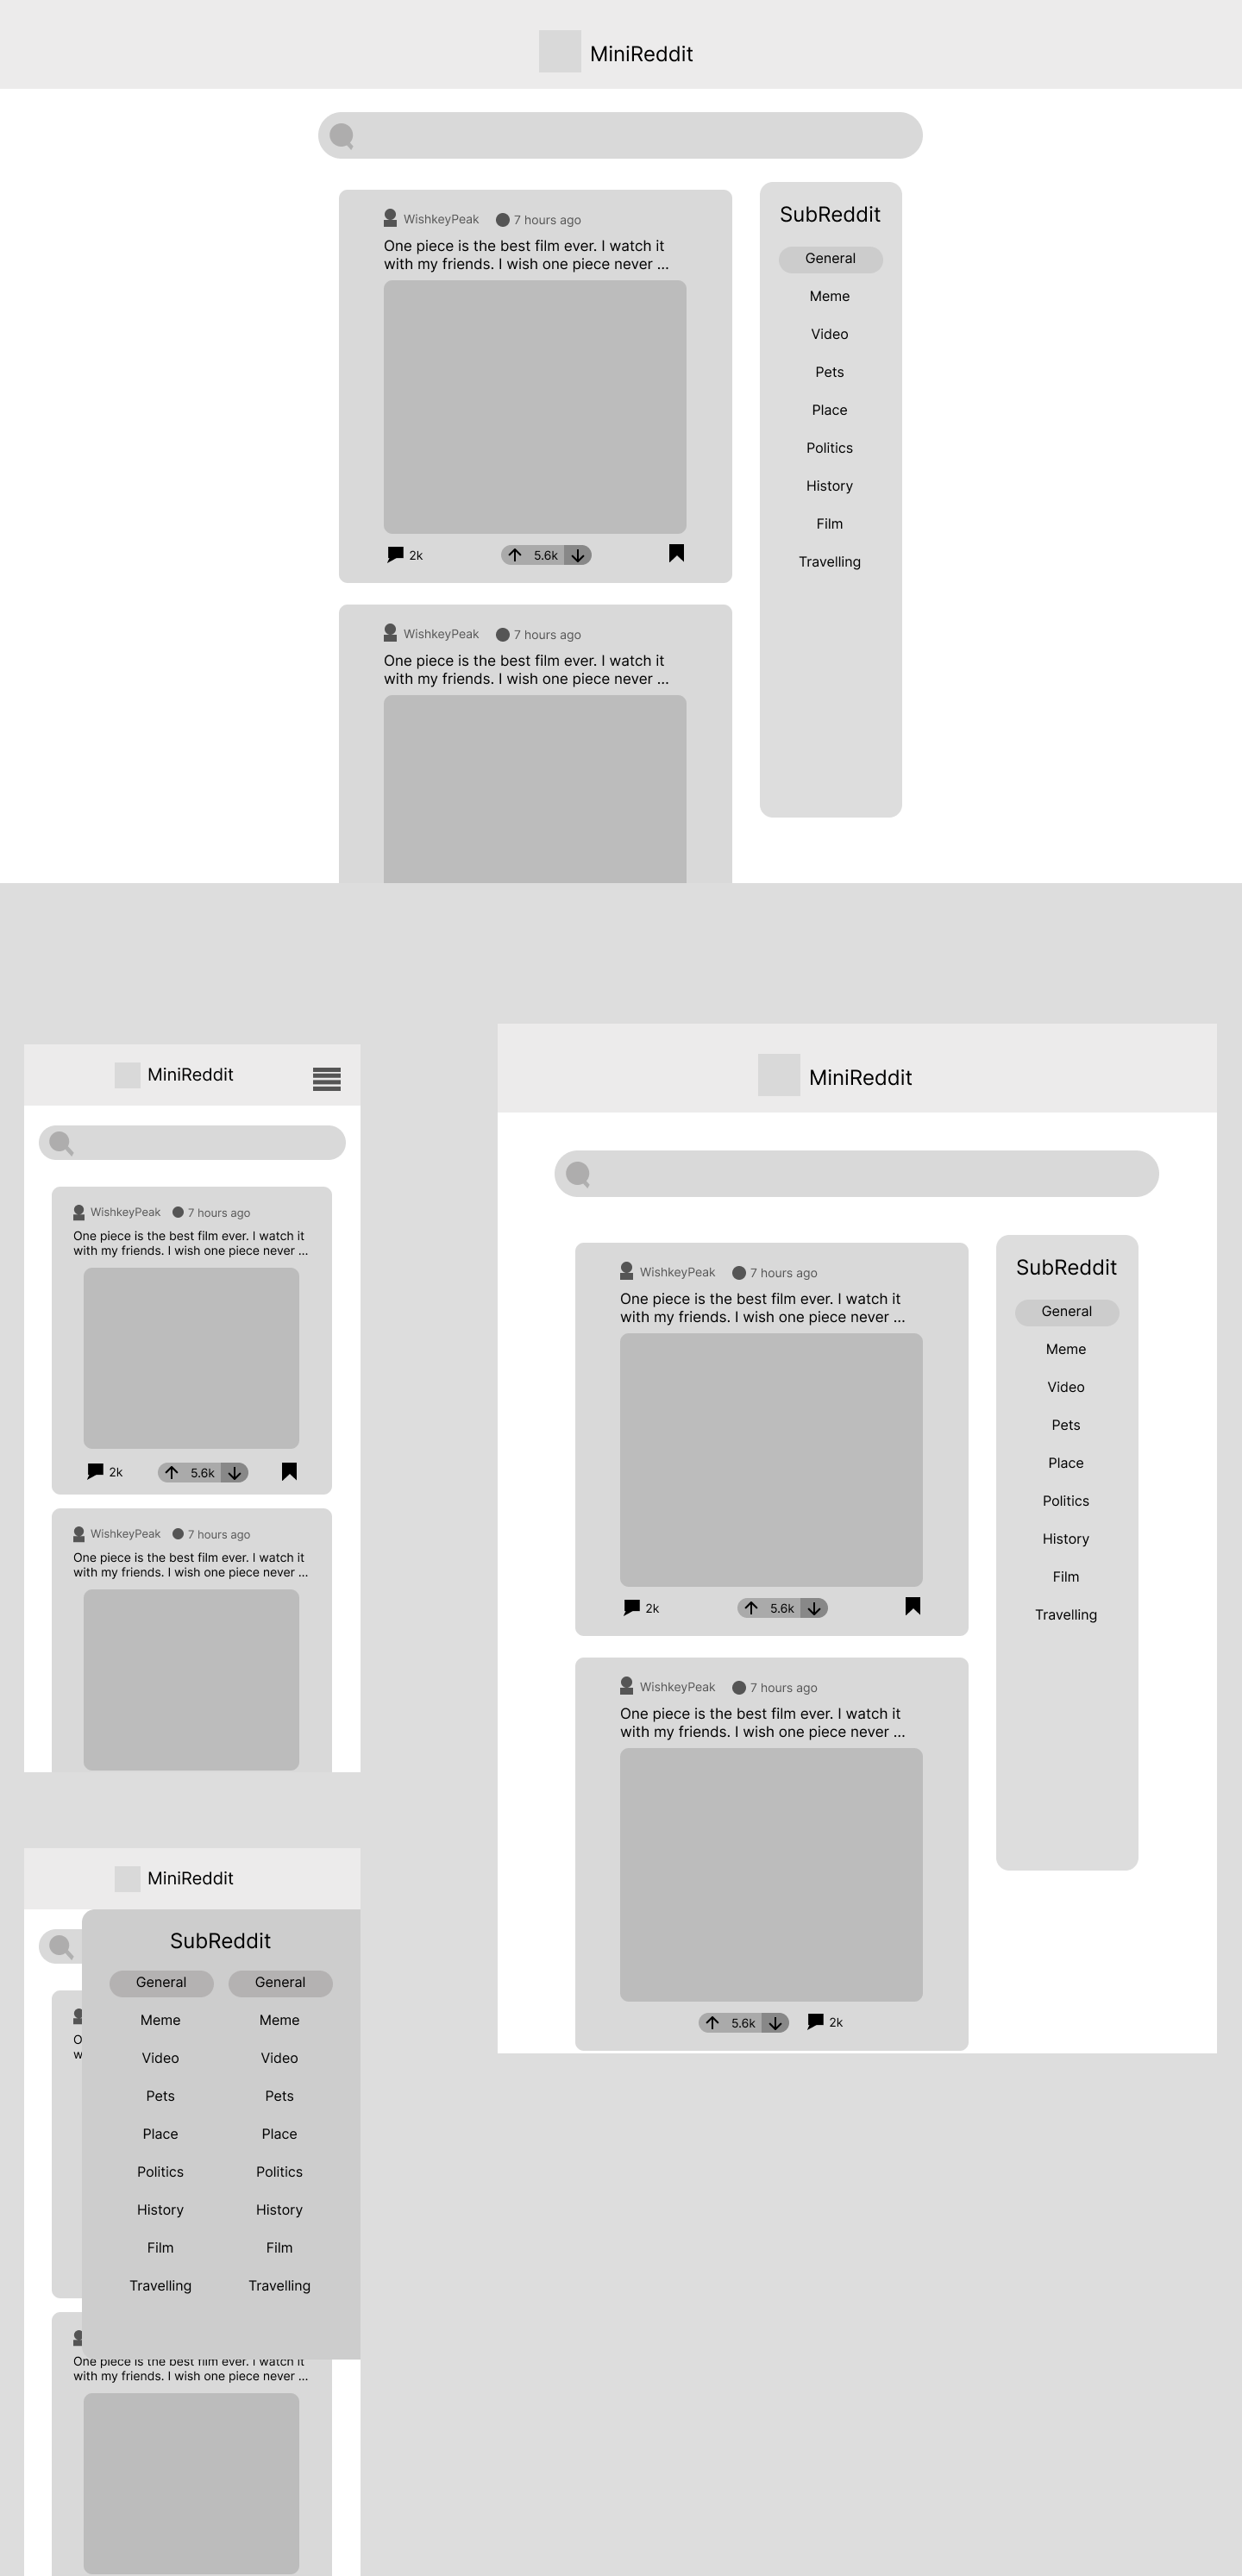 MiniReddit
WishkeyPeak 7 hours ago
One piece is the best film ever. I watch it
with my friends. I wish one piece never ...
2k 5.6k
WishkeyPeak 7 hours ago
One piece is the best film ever. I watch it
with my friends. I wish one piece never ...
SubReddit
General
Meme
Video
Pets
Place
Politics
History
Film
Travelling
MiniReddit
WishkeyPeak 7 hours ago
One piece is the best film ever. I watch it
with my friends. I wish one piece never ...
2k 5.6k
WishkeyPeak 7 hours ago
One piece is the best film ever. I watch it
with my friends. I wish one piece never ...
MiniReddit
WishkeyPeak 7 hours ago
One piece is the best film ever. I watch it
with my friends. I wish one piece never ...
2k 5.6k
WishkeyPeak 7 hours ago
One piece is the best film ever. I watch it
with my friends. I wish one piece never ...
5.6k 2k
SubReddit
General
Meme
Video
Pets
Place
Politics
History
Film
Travelling
MiniReddit
SubReddit
General General
Meme Meme
Video Video
Pets Pets
Place Place
Politics Politics
History History
Film Film
Travelling Travelling
O
w
One piece is the best film ever. I watch it
with my friends. I wish one piece never ...